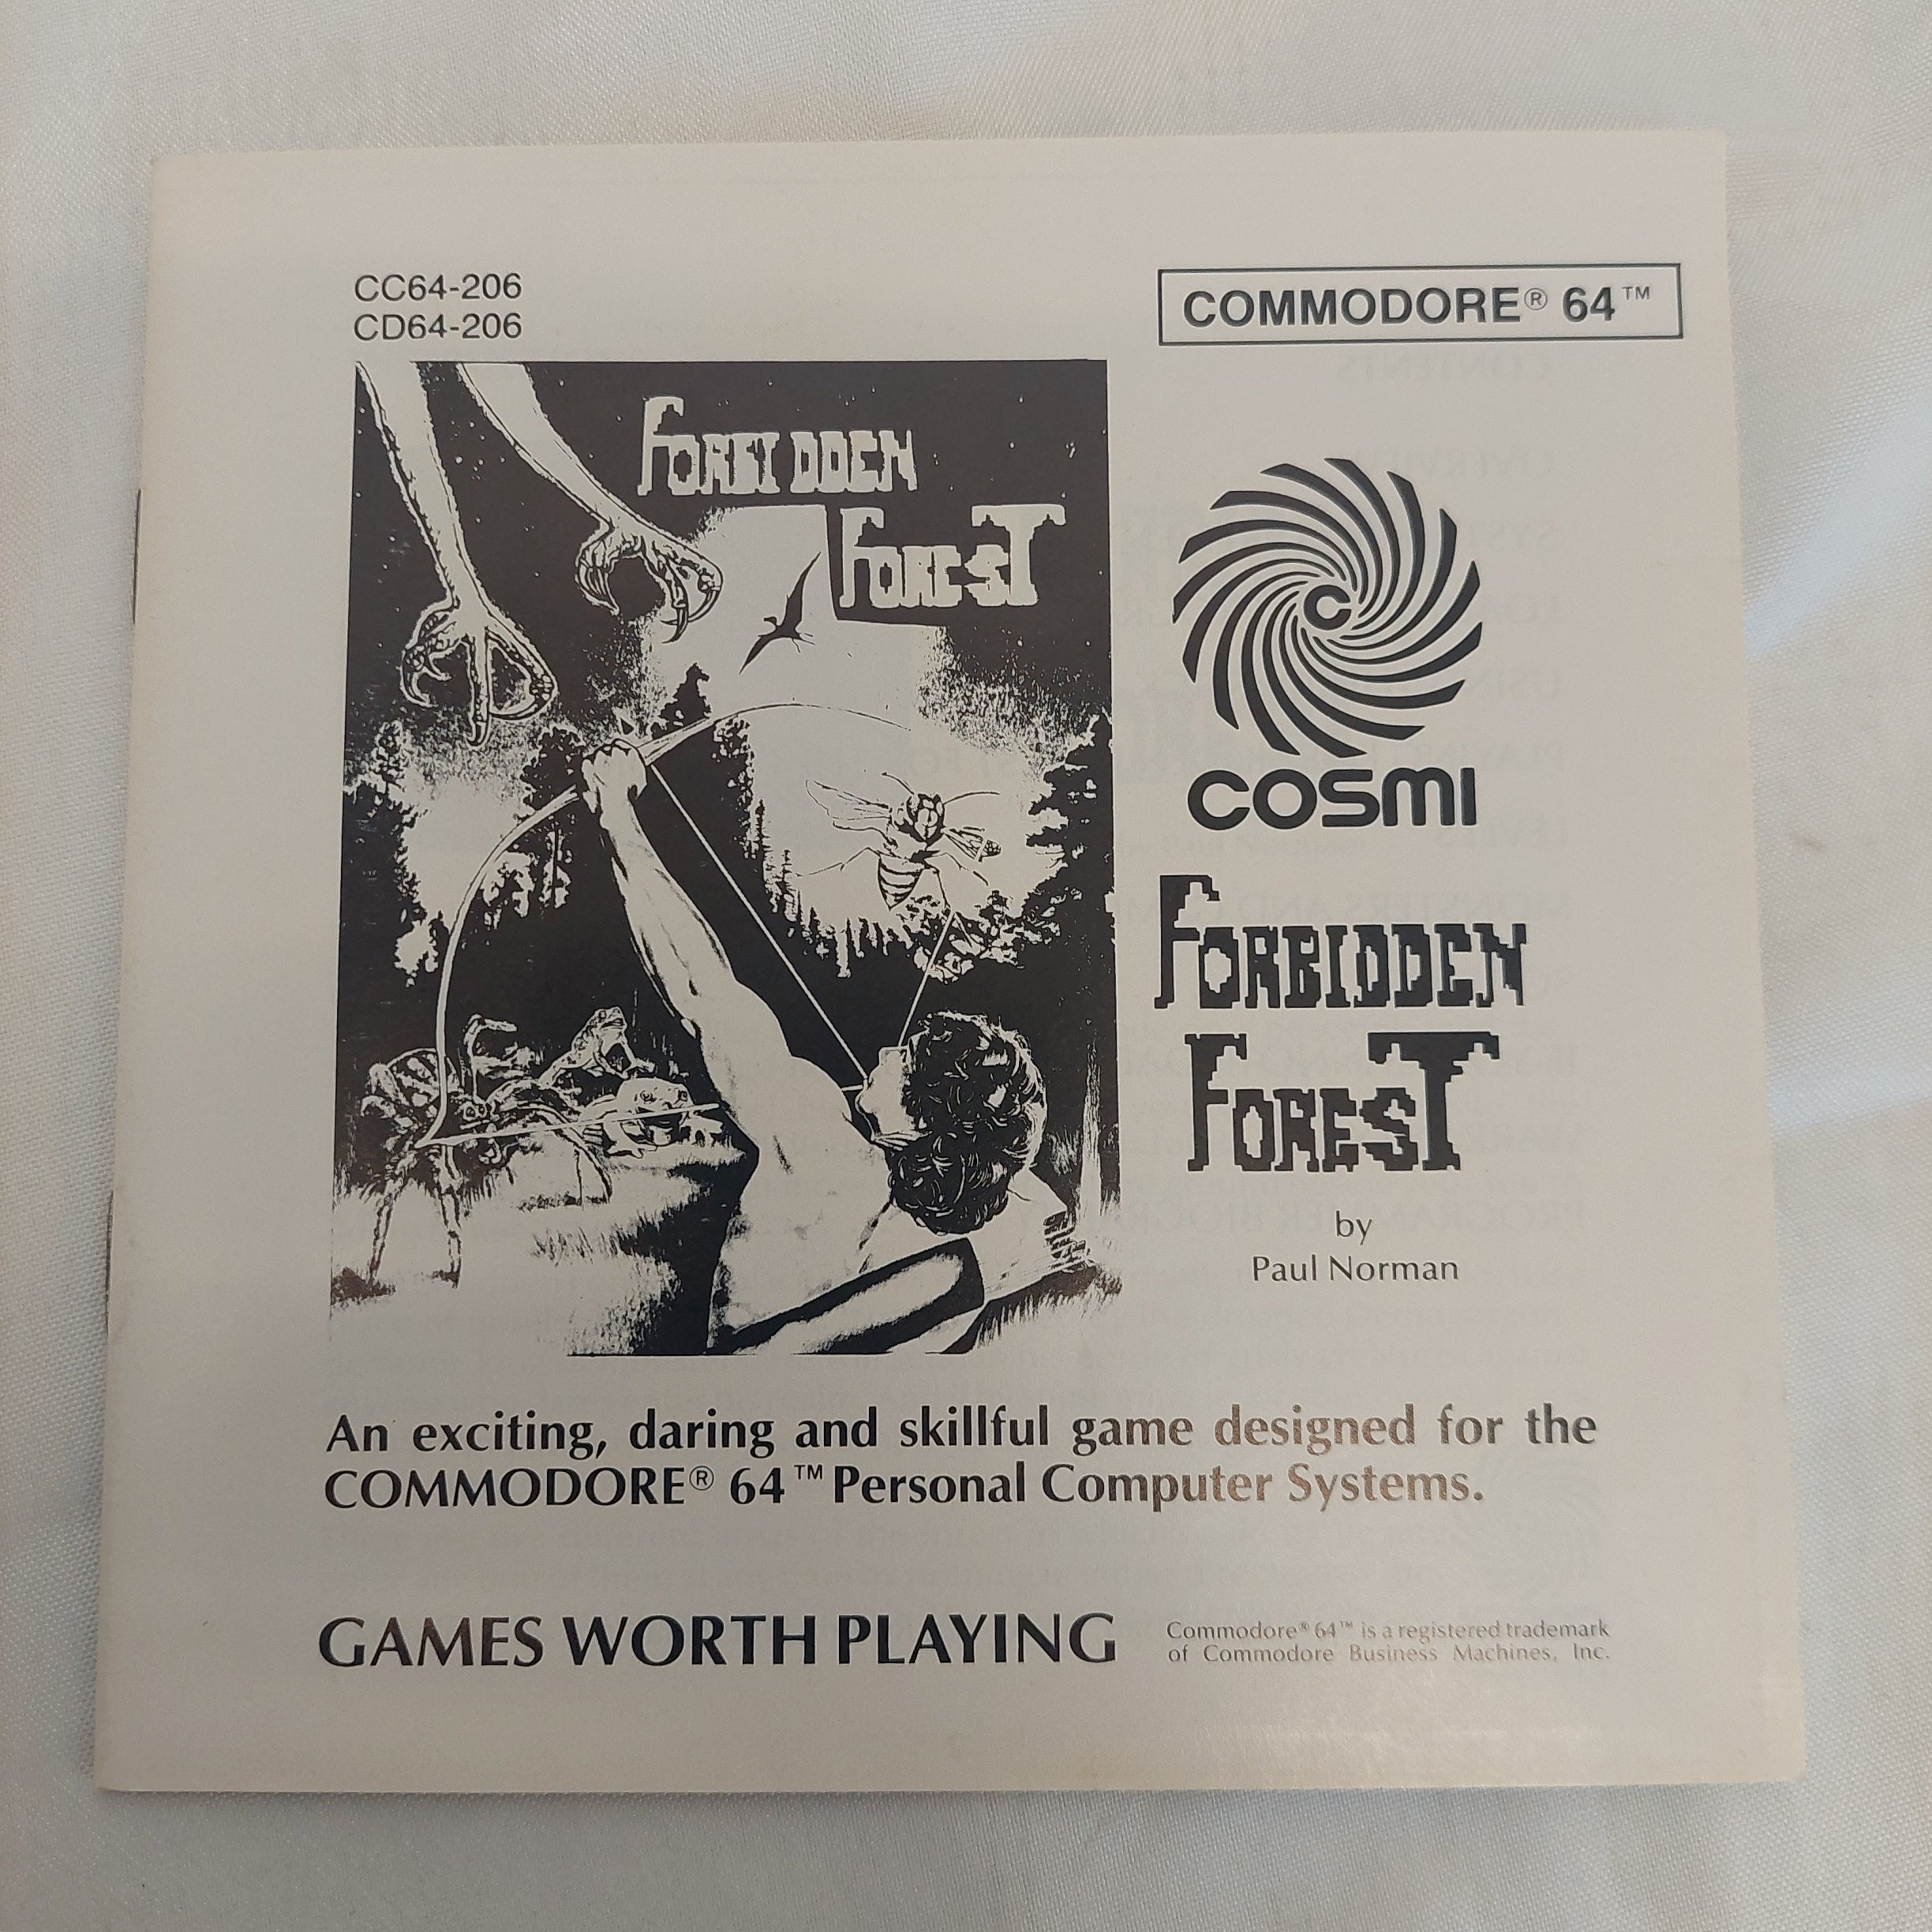 CC64-206
CD64-206
COMMODORE® 64™
FORBIDDEN
FOREST
C
COSMI
FORBIDDEN
FOREST
by
Paul Norman
An exciting, daring and skillful game designed for the
COMMODORE® 64™ Personal Computer Systems.
GAMES WORTH PLAYING
Commodore® 64™ is a registered trademark
of Commodore Business Machines, Inc.